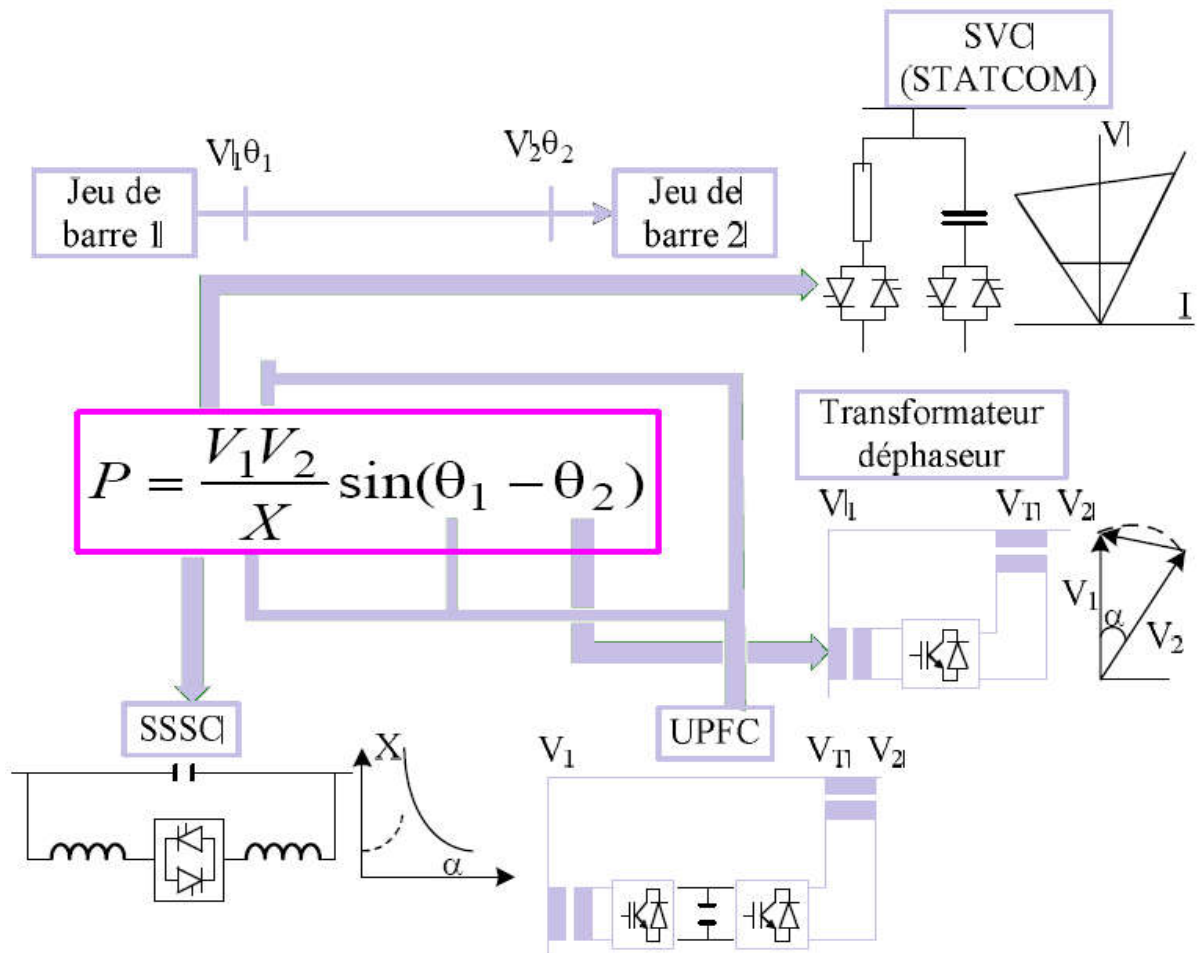 SVC
(STATCOM)
V₁θ₁
V₂θ₂
Jeu de
barre 1
Jeu de
barre 2
V
I
P = V₁V₂/X sin(θ₁ − θ₂)
Transformateur
déphaseur
V₁
V_T
V₂
V₁
α
V₂
SSSC
UPFC
X
α
V₁
V_T
V₂